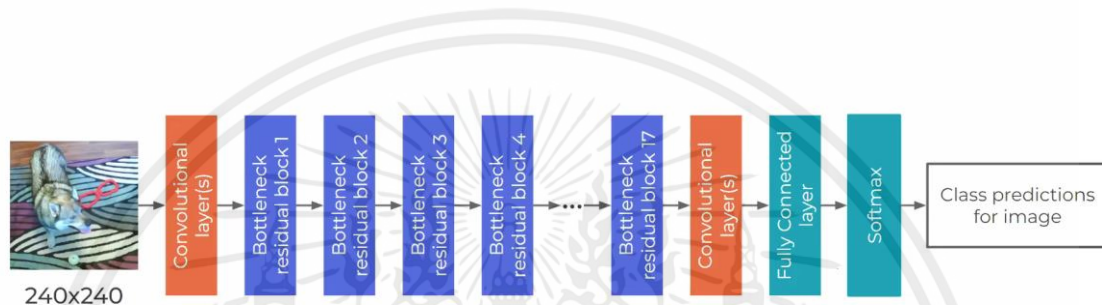 240x240
Convolutional
layer(s)
Bottleneck
residual block 1
Bottleneck
residual block 2
Bottleneck
residual block 3
Bottleneck
residual block 4
....
Bottleneck
residual block 17
Convolutional
layer(s)
Fully Connected
layer
Softmax
Class predictions
for image